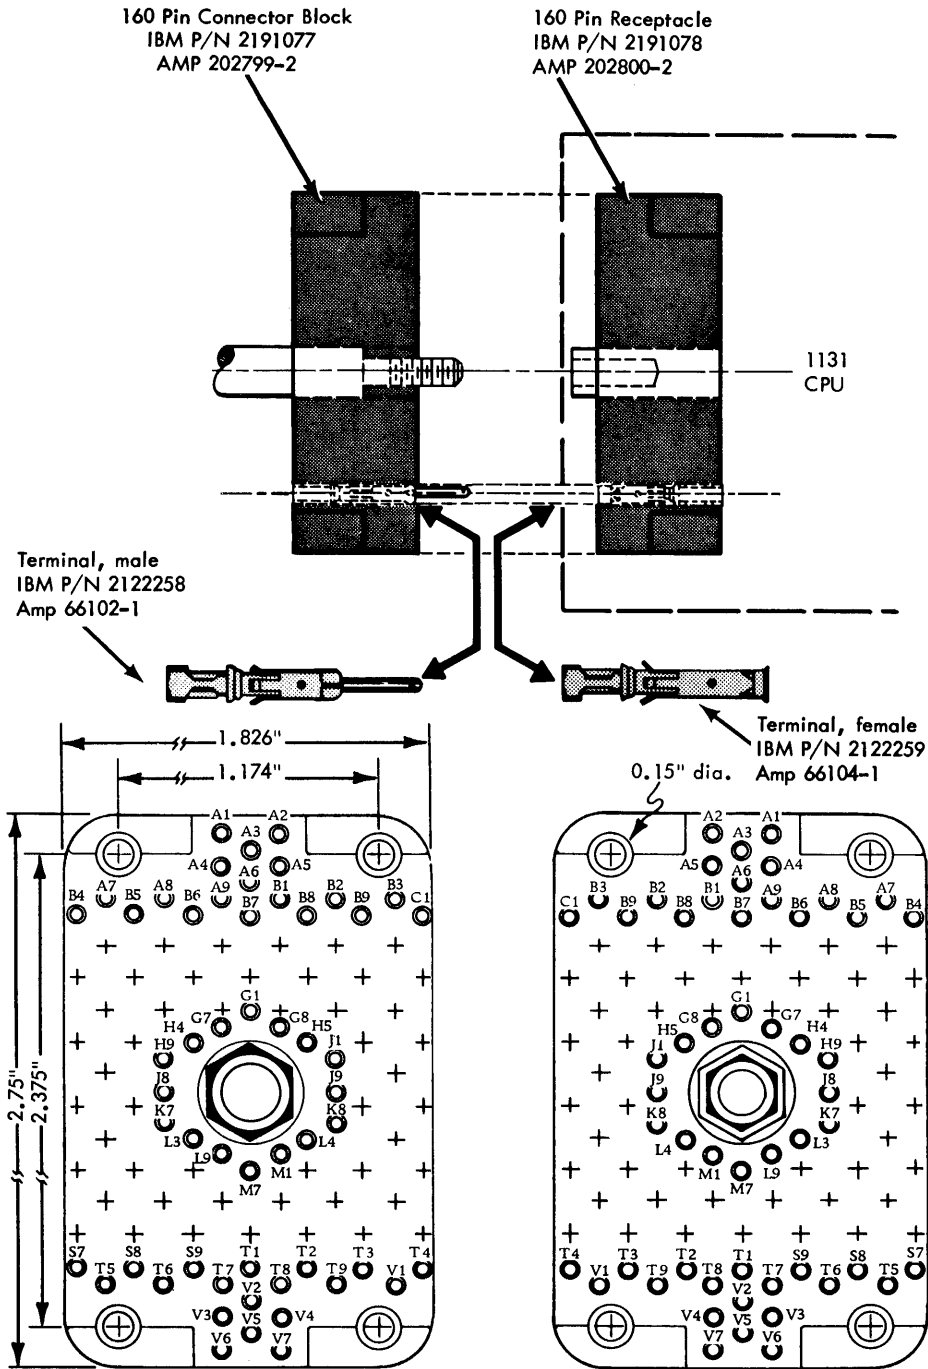 160 Pin Connector Block
IBM P/N 2191077
AMP 202799-2
160 Pin Receptacle
IBM P/N 2191078
AMP 202800-2
1131
CPU
Terminal, male
IBM P/N 2122258
Amp 66102-1
Terminal, female
IBM P/N 2122259
Amp 66104-1
1.826"
1.174"
0.15" dia.
2.75"
2.375"
A1 A2
A3
A4 A5
A6
A7 A8 A9 B1 B2 B3
B4 B5 B6 B7 B8 B9 C1
G1
G7 G8
H4 H5
H9 J1
J8 J9
K7 K8
L3 L4
L9 M1
M7
S7 S8 S9 T1 T2 T3 T4
T5 T6 T7 T8 T9 V1
V2
V3 V4
V5
V6 V7
A2 A1
A3
A5 A4
A6
B3 B2 B1 A9 A8 A7
C1 B9 B8 B7 B6 B5 B4
G1
G8 G7
H5 H4
J1 H9
J9 J8
K8 K7
L4 L3
M1 L9
M7
T4 T3 T2 T1 S9 S8 S7
V1 T9 T8 T7 T6 T5
V2
V4 V3
V5
V7 V6